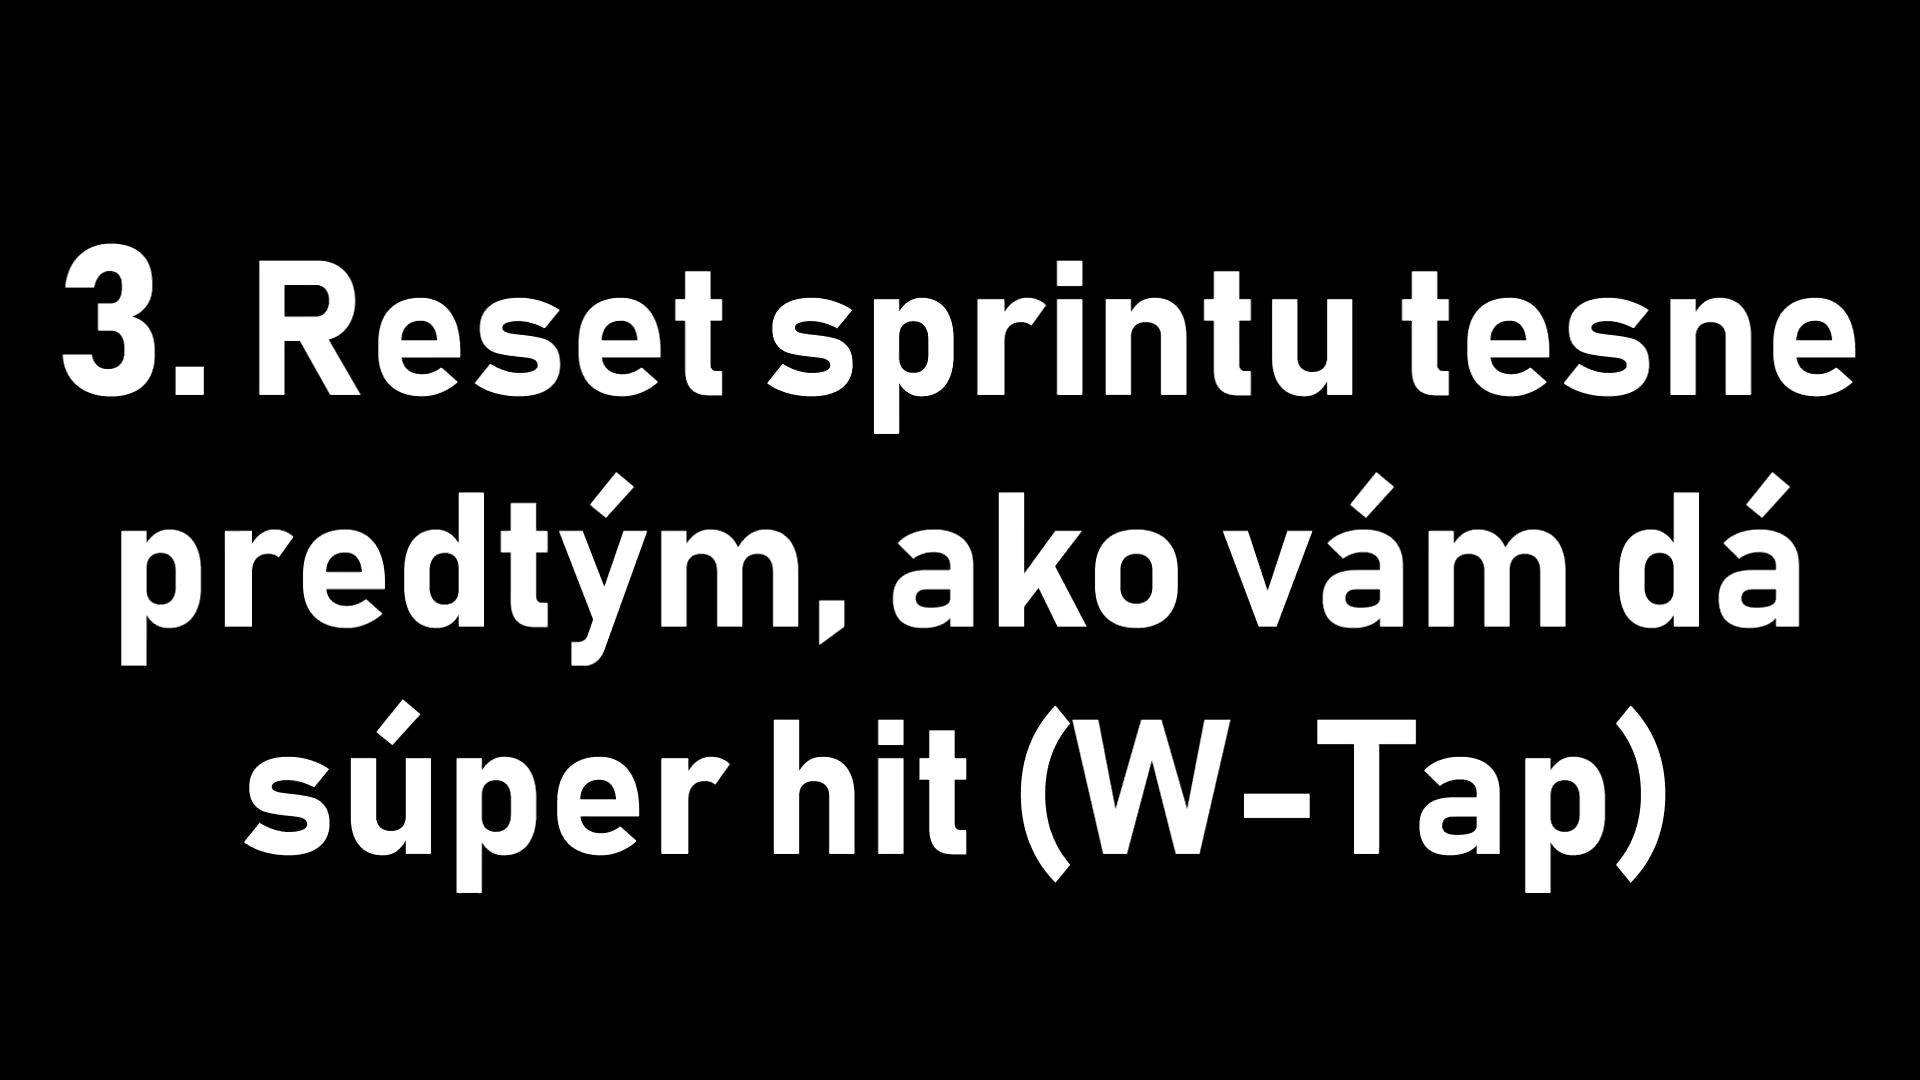 3. Reset sprintu tesne
predtým, ako vám dá
súper hit (W-Tap)